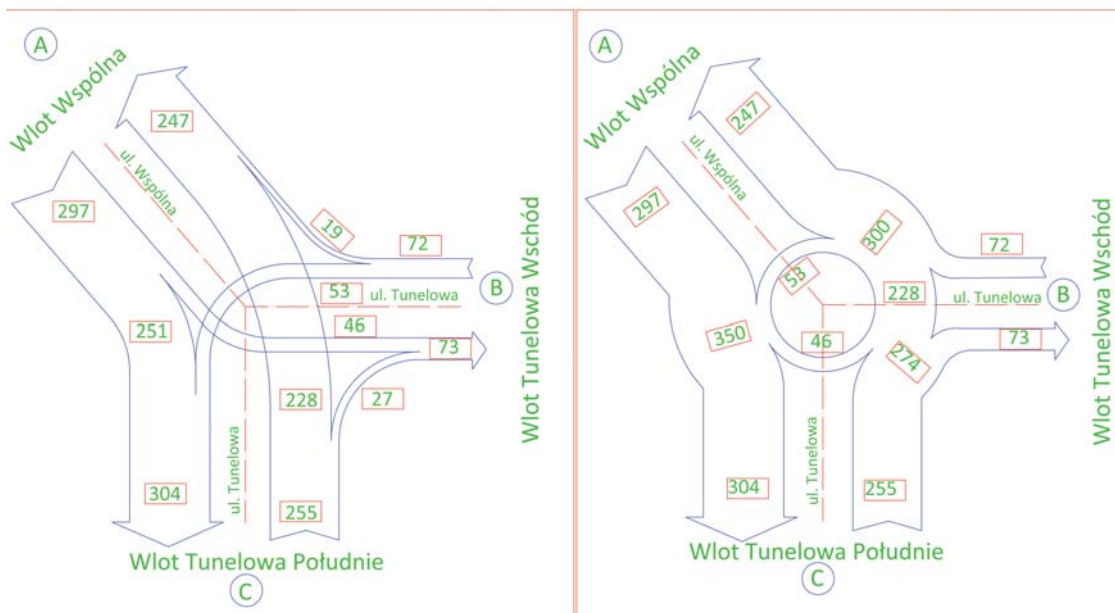 A
Wlot Wspólna
247
ul. Wspólna
297
19
72
53
ul. Tunelowa
B
251
46
73
Wlot Tunelowa Wschód
228
27
ul. Tunelowa
304
255
Wlot Tunelowa Południe
C
A
Wlot Wspólna
247
ul. Wspólna
297
300
72
53
228
ul. Tunelowa
B
350
46
274
73
Wlot Tunelowa Wschód
ul. Tunelowa
304
255
Wlot Tunelowa Południe
C